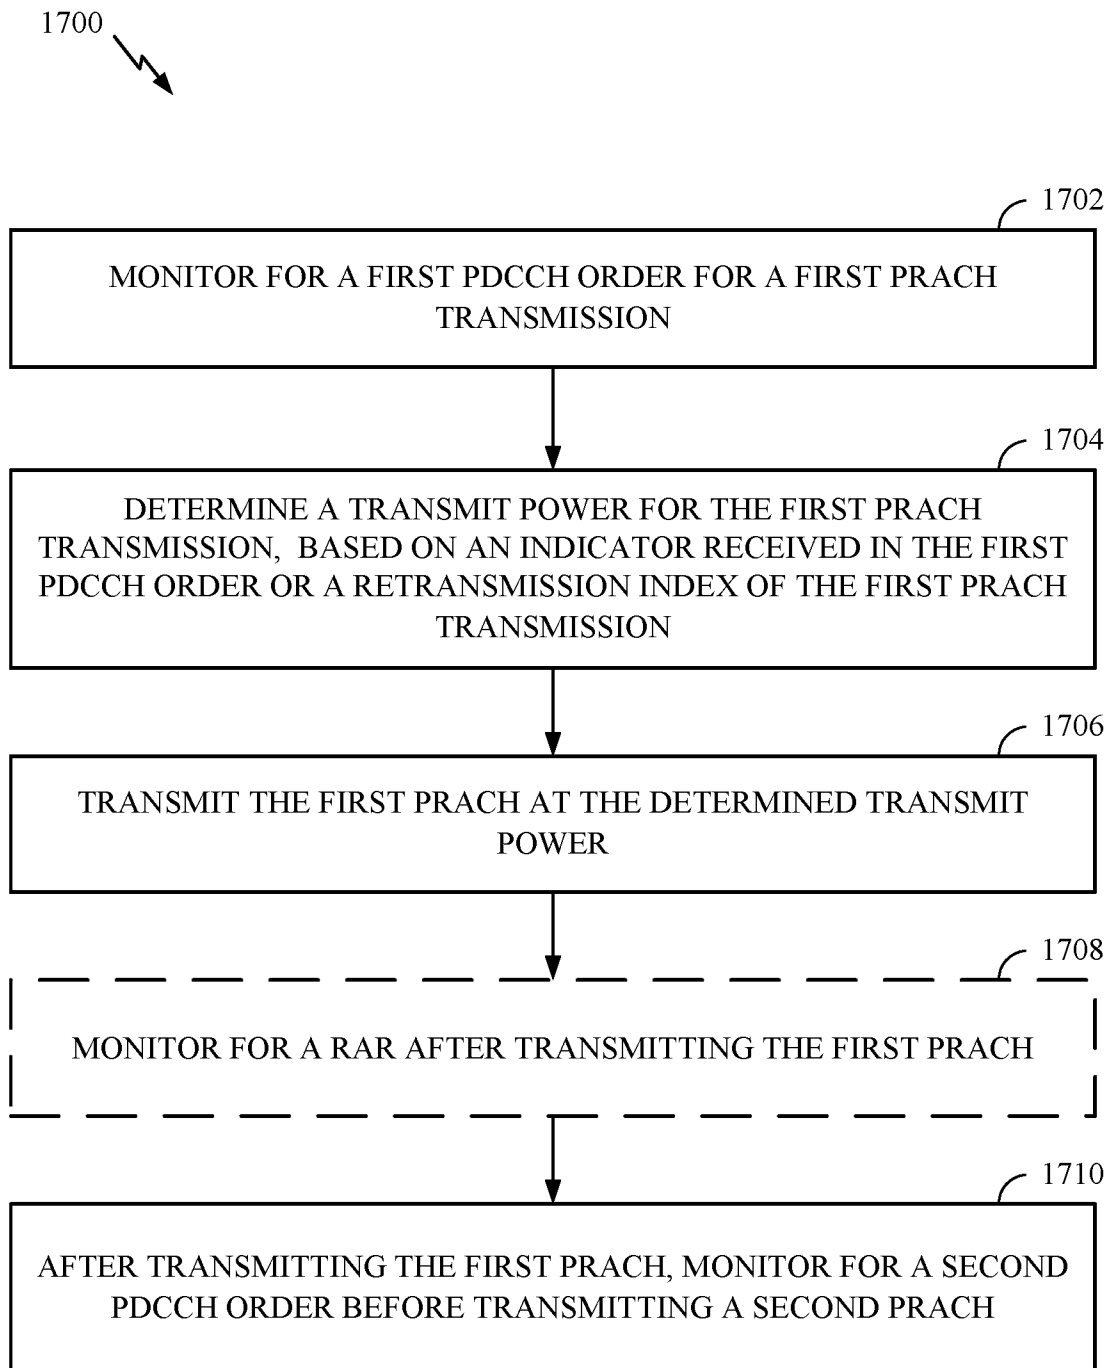 1700
1702
MONITOR FOR A FIRST PDCCH ORDER FOR A FIRST PRACH
TRANSMISSION
1704
DETERMINE A TRANSMIT POWER FOR THE FIRST PRACH
TRANSMISSION, BASED ON AN INDICATOR RECEIVED IN THE FIRST
PDCCH ORDER OR A RETRANSMISSION INDEX OF THE FIRST PRACH
TRANSMISSION
1706
TRANSMIT THE FIRST PRACH AT THE DETERMINED TRANSMIT
POWER
1708
MONITOR FOR A RAR AFTER TRANSMITTING THE FIRST PRACH
1710
AFTER TRANSMITTING THE FIRST PRACH, MONITOR FOR A SECOND
PDCCH ORDER BEFORE TRANSMITTING A SECOND PRACH